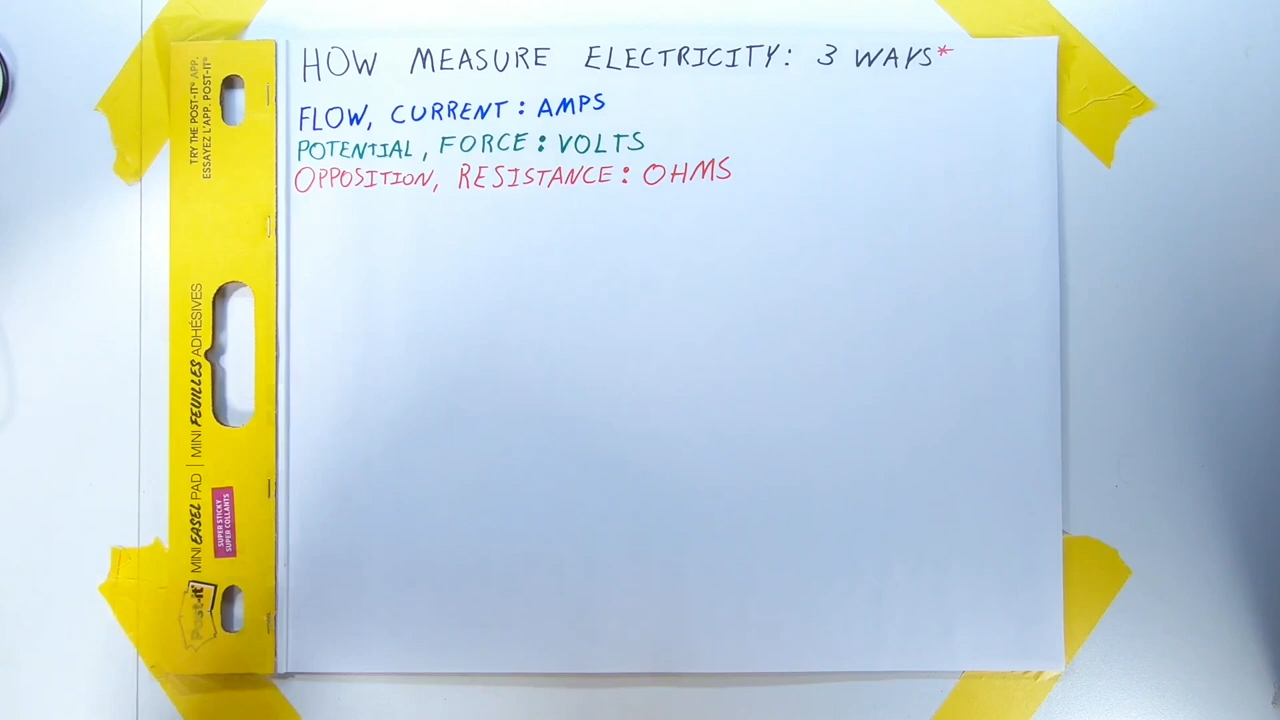 HOW MEASURE ELECTRICITY: 3 WAYS*
FLOW, CURRENT: AMPS
POTENTIAL, FORCE: VOLTS
OPPOSITION, RESISTANCE: OHMS
TRY THE POST-IT® APP.
ESSAYEZ L'APP. POST-IT®
MINI EASEL PAD | MINI FEUILLES ADHÉSIVES
SUPER STICKY
SUPER COLLANTS
Post-it®